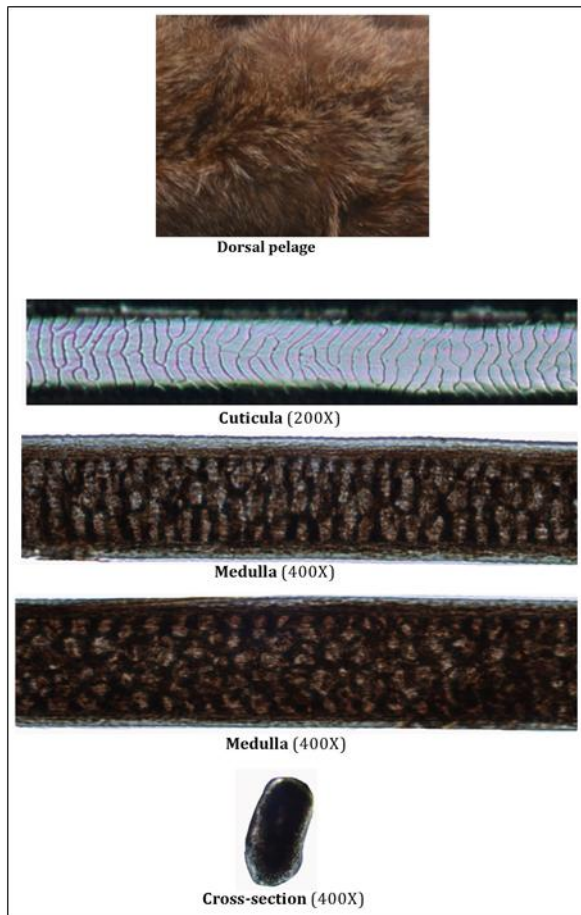 Dorsal pelage
Cuticula (200X)
Medulla (400X)
Medulla (400X)
Cross-section (400X)